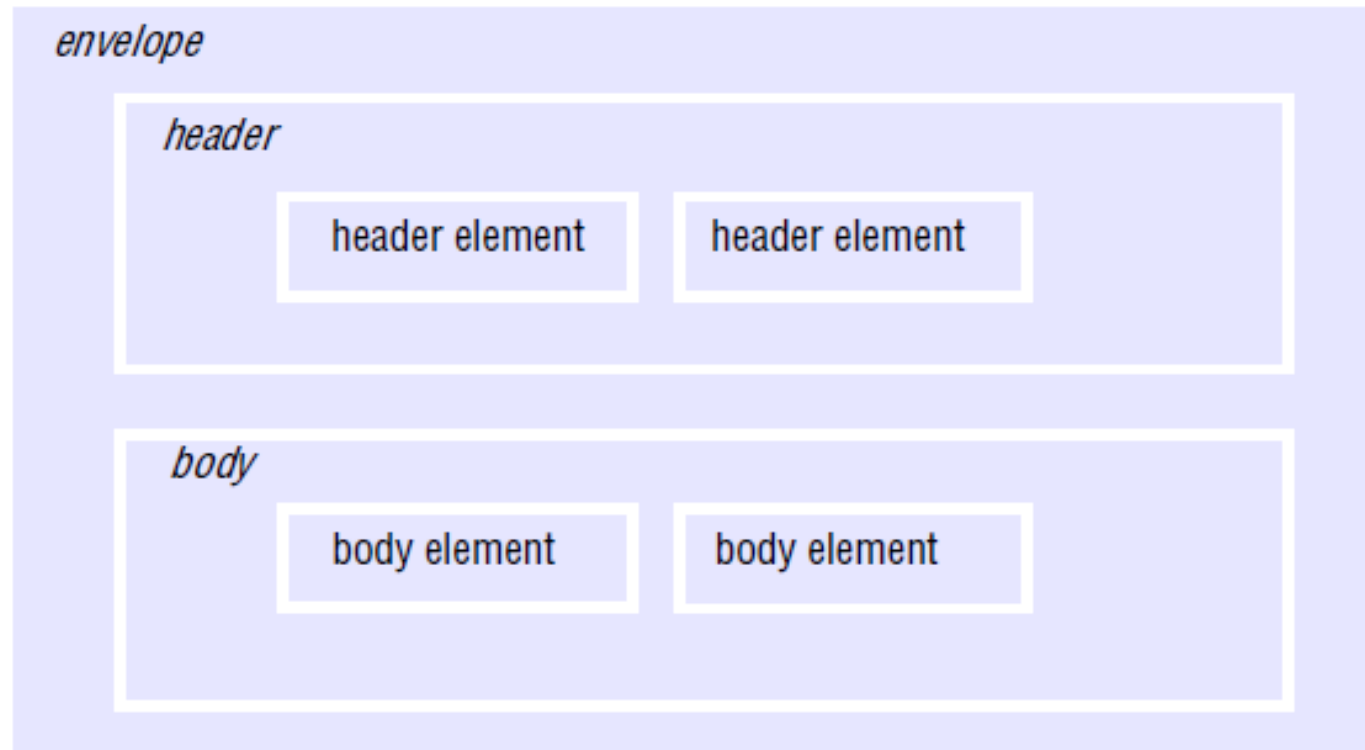 envelope
header
header element header element
body
body element body element